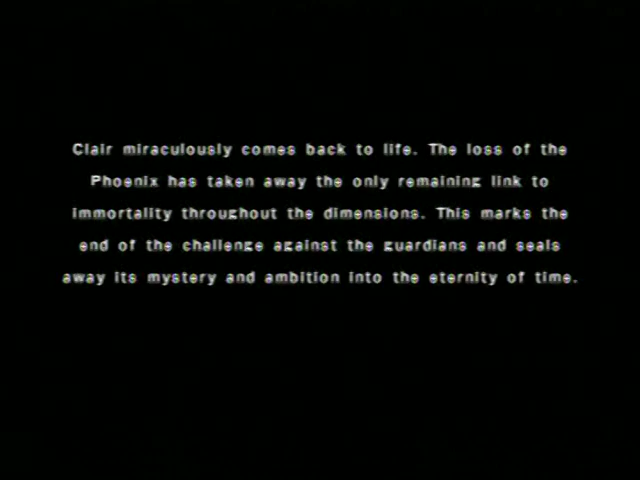 Clair miraculously comes back to life. The loss of the
Phoenix has taken away the only remaining link to
immortality throughout the dimensions. This marks the
end of the challenge against the guardians and seals
away its mystery and ambition into the eternity of time.